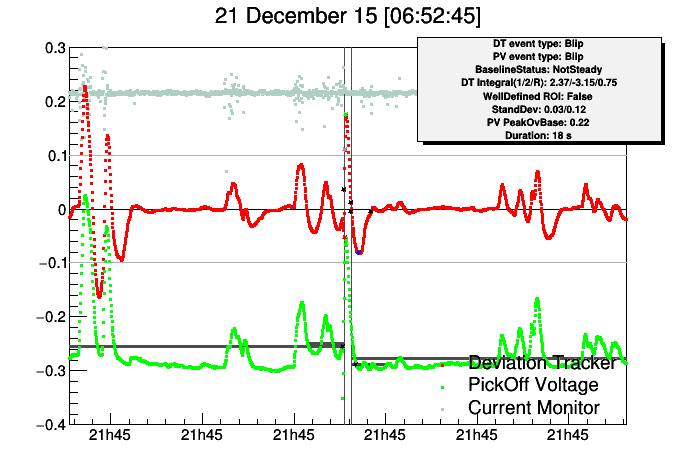 21 December 15 [06:52:45]
DT event type: Blip
PV event type: Blip
BaselineStatus: NotSteady
DT Integral(1/2/R): 2.37/-3.15/0.75
WellDefined ROI: False
StandDev: 0.03/0.12
PV PeakOvBase: 0.22
Duration: 18 s
0.3
0.2
0.1
0
−0.1
−0.2
−0.3
−0.4
Deviation Tracker
PickOff Voltage
Current Monitor
21h45 21h45 21h45 21h45 21h45 21h45